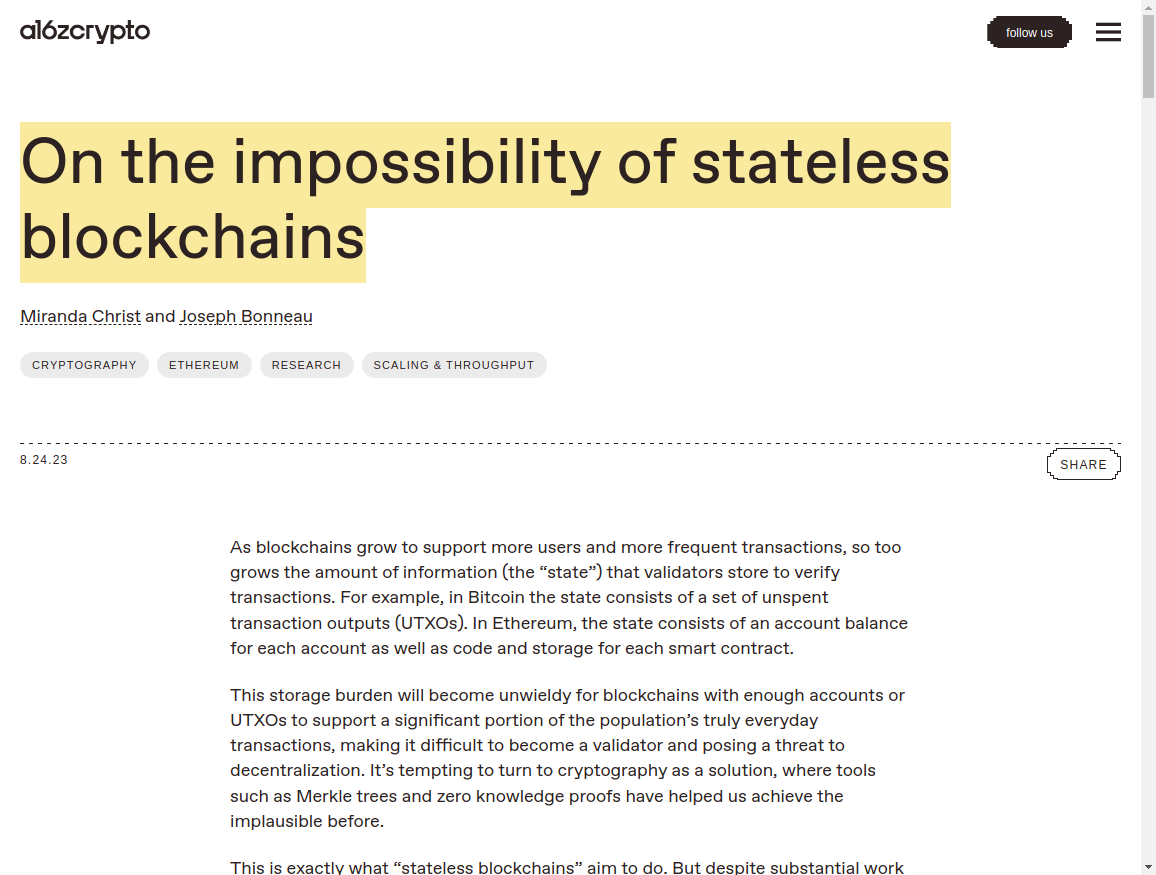 a16zcrypto
follow us
On the impossibility of stateless
blockchains
Miranda Christ and Joseph Bonneau
CRYPTOGRAPHY ETHEREUM RESEARCH SCALING & THROUGHPUT
8.24.23
SHARE
As blockchains grow to support more users and more frequent transactions, so too
grows the amount of information (the “state”) that validators store to verify
transactions. For example, in Bitcoin the state consists of a set of unspent
transaction outputs (UTXOs). In Ethereum, the state consists of an account balance
for each account as well as code and storage for each smart contract.
This storage burden will become unwieldy for blockchains with enough accounts or
UTXOs to support a significant portion of the population’s truly everyday
transactions, making it difficult to become a validator and posing a threat to
decentralization. It’s tempting to turn to cryptography as a solution, where tools
such as Merkle trees and zero knowledge proofs have helped us achieve the
implausible before.
This is exactly what “stateless blockchains” aim to do. But despite substantial work